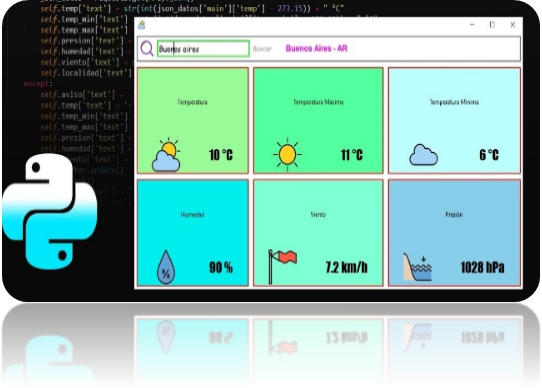 self.temp['text'] = str(int(json_datos['main']['temp'] - 273.15)) + " °C"
self.temp_min['text']
self.temp_max['text']
self.presion['text'] =
self.humedad['text'] =
self.viento['text'] =
self.localidad['text']
except:
self.aviso['text'] =
self.temp['text'] =
self.temp_min['text']
self.temp_max['text']
self.presion['text']
self.humedad['text']
Buenos aires
Buscar
Buenos Aires - AR
Temperatura
10 °C
Temperatura Maxima
11 °C
Temperatura Minima
6 °C
Humedad
%
90 %
Viento
7.2 km/h
Presión
1028 hPa